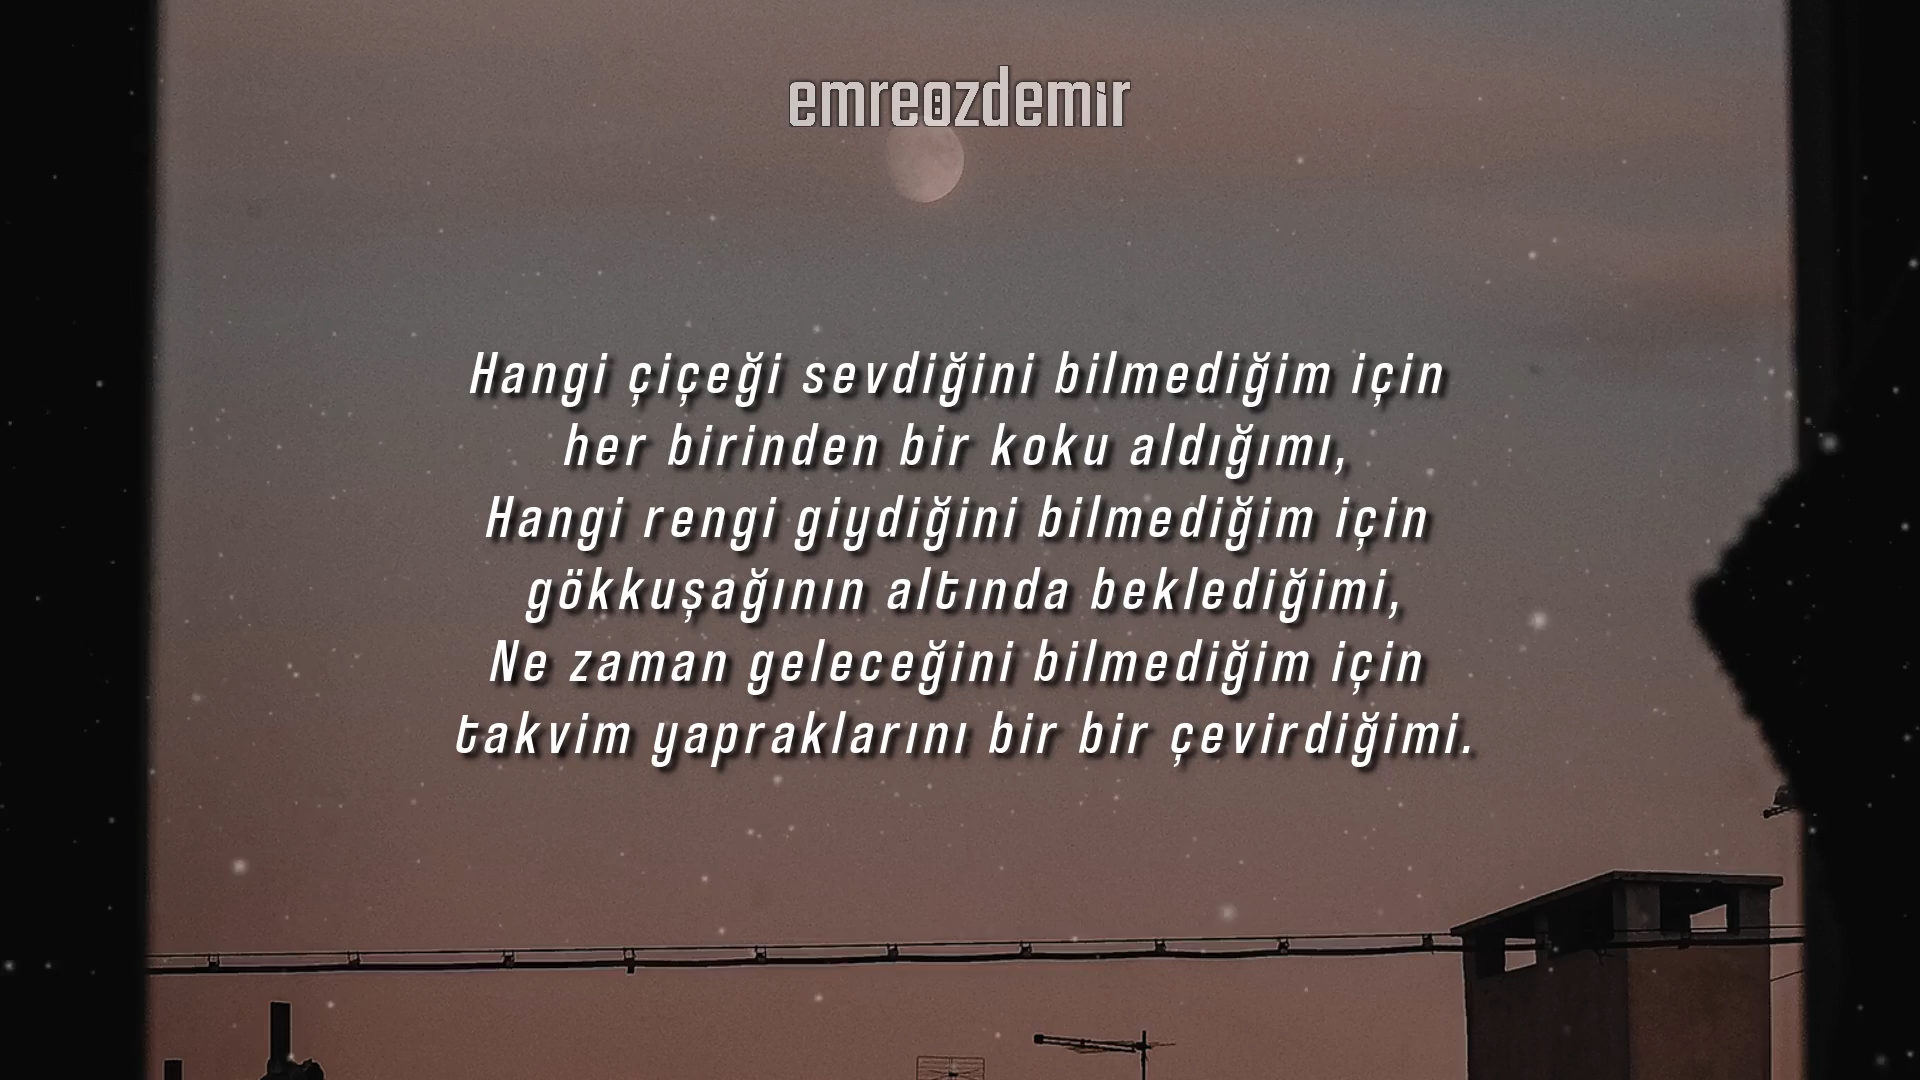 emreözdemir
Hangi çiçeği sevdiğini bilmediğim için
her birinden bir koku aldığımı,
Hangi rengi giydiğini bilmediğim için
gökkuşağının altında beklediğimi,
Ne zaman geleceğini bilmediğim için
takvim yapraklarını bir bir çevirdiğimi.